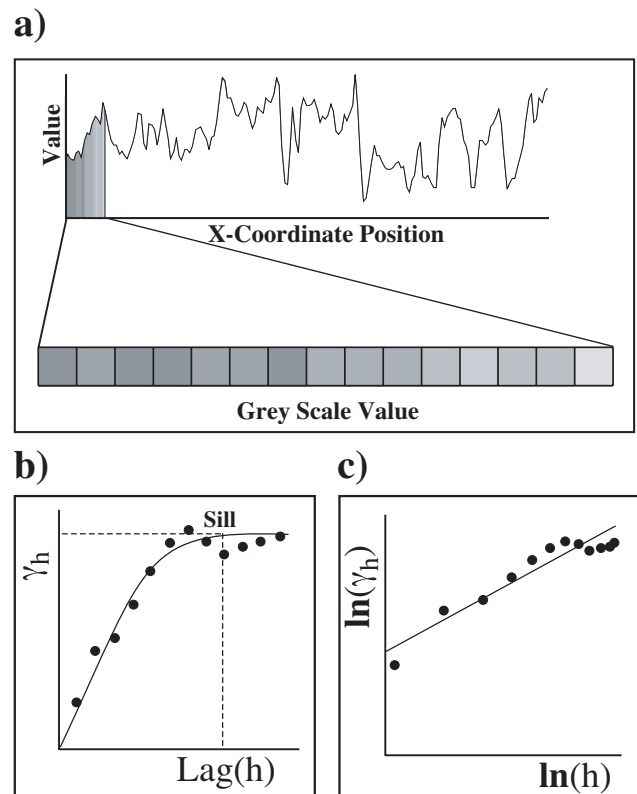 a)
Value
X-Coordinate Position
Grey Scale Value
b)
Sill
γh
Lag(h)
c)
ln(γh)
ln(h)